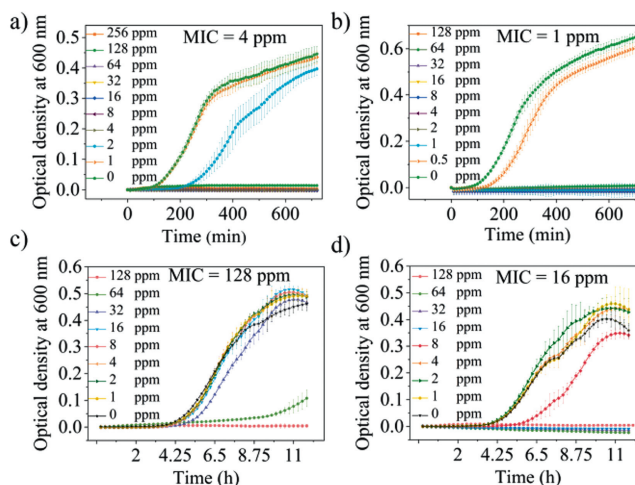 a)
MIC = 4 ppm
Optical density at 600 nm
0.5
0.4
0.3
0.2
0.1
0.0
256 ppm
128 ppm
64 ppm
32 ppm
16 ppm
8 ppm
4 ppm
2 ppm
1 ppm
0 ppm
0 200 400 600
Time (min)
b)
MIC = 1 ppm
Optical density at 600 nm
0.6
0.4
0.2
0.0
128 ppm
64 ppm
32 ppm
16 ppm
8 ppm
4 ppm
2 ppm
1 ppm
0.5 ppm
0 ppm
0 200 400 600
Time (min)
c)
MIC = 128 ppm
Optical density at 600 nm
0.6
0.5
0.4
0.3
0.2
0.1
0.0
128 ppm
64 ppm
32 ppm
16 ppm
8 ppm
4 ppm
2 ppm
1 ppm
0 ppm
2 4.25 6.5 8.75 11
Time (h)
d)
MIC = 16 ppm
Optical density at 600 nm
0.6
0.5
0.4
0.3
0.2
0.1
0.0
128 ppm
64 ppm
32 ppm
16 ppm
8 ppm
4 ppm
2 ppm
1 ppm
0 ppm
2 4.25 6.5 8.75 11
Time (h)